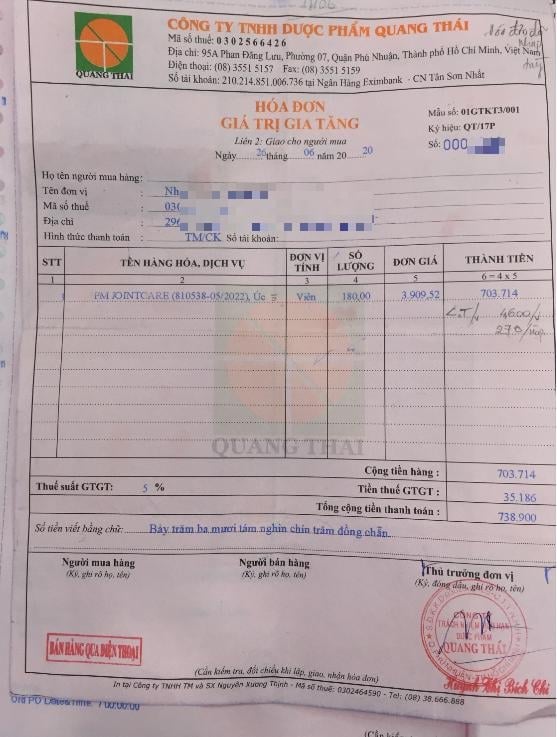 CÔNG TY TNHH DƯỢC PHẨM QUANG THÁI
Mã số thuế: 0302566426
Địa chỉ: 95A Phan Đăng Lưu, Phường 07, Quận Phú Nhuận, Thành phố Hồ Chí Minh, Việt Nam
Điện thoại: (08) 3551 5157 Fax: (08) 3551 5159
Số tài khoản: 210.214.851.006.736 tại Ngân Hàng Eximbank - CN Tân Sơn Nhất
QUANG THAI
HÓA ĐƠN
GIÁ TRỊ GIA TĂNG
Liên 2: Giao cho người mua
Ngày 26 tháng 06 năm 20 20
Mẫu số: 01GTKT3/001
Ký hiệu: QT/17P
Số: 000
Họ tên người mua hàng:
Tên đơn vị : Nh
Mã số thuế : 030
Địa chỉ : 296
Hình thức thanh toán : TM/CK Số tài khoản:
STT TÊN HÀNG HÓA, DỊCH VỤ ĐƠN VỊ TÍNH SỐ LƯỢNG ĐƠN GIÁ THÀNH TIỀN
1 2 3 4 5 6 = 4 x 5
1 PM JOINTCARE (810538-05/2022), Úc Viên 180,00 3.909,52 703.714
4600/
270/
QUANG THAI
Cộng tiền hàng : 703.714
Thuế suất GTGT: 5 % Tiền thuế GTGT : 35.186
Tổng cộng tiền thanh toán : 738.900
Số tiền viết bằng chữ: Bảy trăm ba mươi tám nghìn chín trăm đồng chẵn.
Người mua hàng Người bán hàng Thủ trưởng đơn vị
(Ký, ghi rõ họ, tên) (Ký, ghi rõ họ, tên) (Ký, đóng dấu, ghi rõ họ, tên)
CÔNG TY
TRÁCH NHIỆM HỮU HẠN
DƯỢC PHẨM
QUANG THÁI
BÁN HÀNG QUA ĐIỆN THOẠI
Huỳnh Thị Bích Chi
(Cần kiểm tra, đối chiếu khi lập, giao, nhận hóa đơn)
In tại Công ty TNHH TM và SX Nguyễn Xương Thịnh - Mã số thuế: 0302464590 - Tel: (08) 38.666.888
Ord PO Date&Time: / 00:00:00